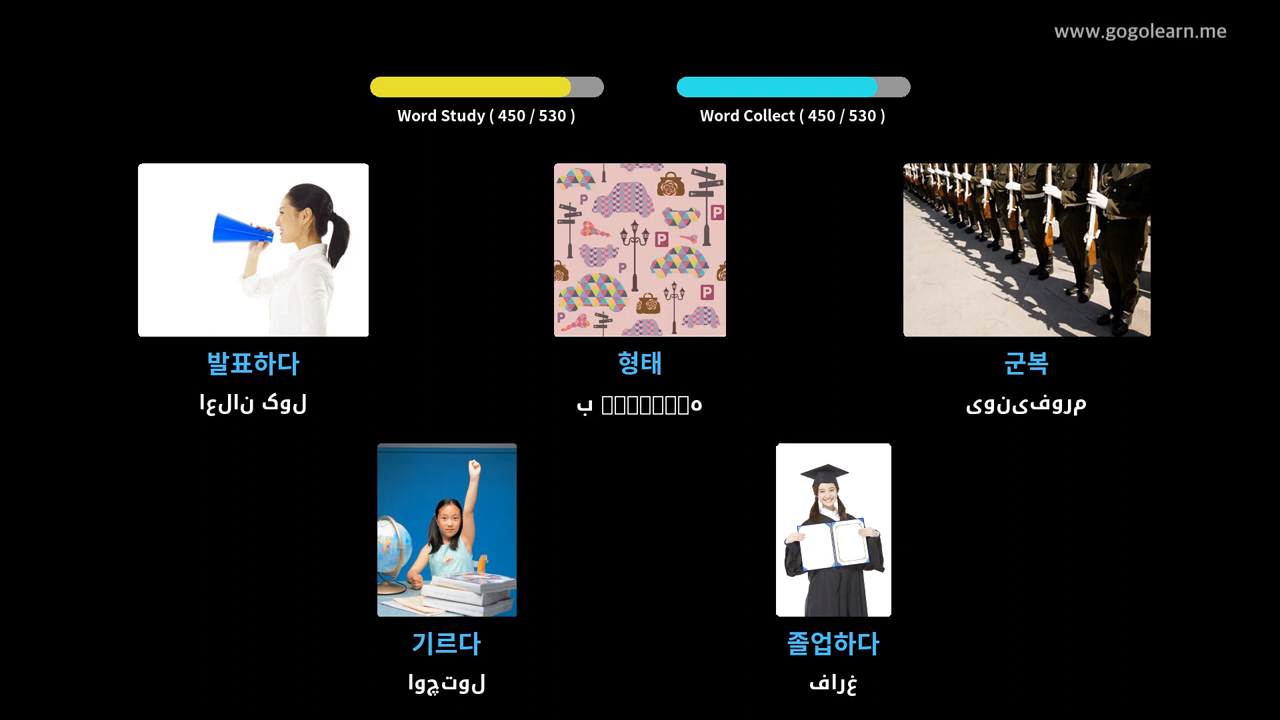 www.gogolearn.me
Word Study ( 450 / 530 )
Word Collect ( 450 / 530 )
발표하다
اعلان کول
형태
군복
یونیفورم
기르다
اوچتول
졸업하다
فارغ